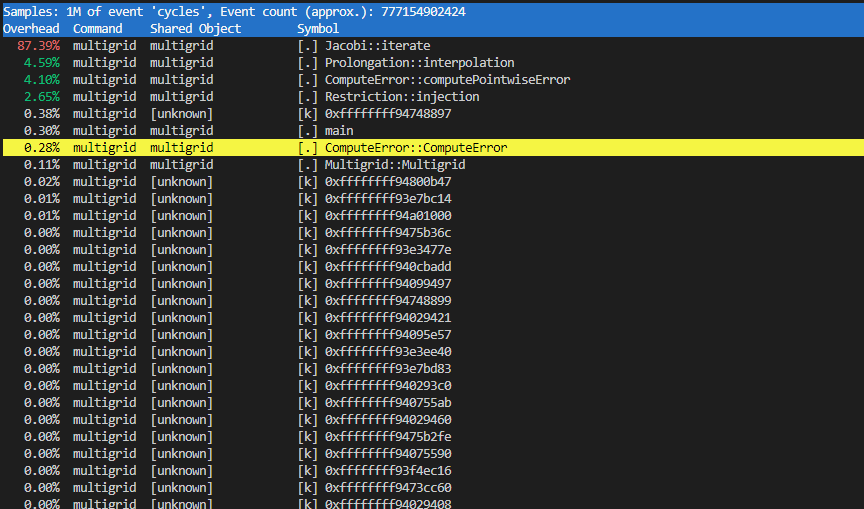 Samples: 1M of event 'cycles', Event count (approx.): 777154902424
Overhead  Command    Shared Object        Symbol
87.39%  multigrid  multigrid            [.] Jacobi::iterate
4.59%  multigrid  multigrid            [.] Prolongation::interpolation
4.10%  multigrid  multigrid            [.] ComputeError::computePointwiseError
2.65%  multigrid  multigrid            [.] Restriction::injection
0.38%  multigrid  [unknown]            [k] 0xffffffff94748897
0.30%  multigrid  multigrid            [.] main
0.28%  multigrid  multigrid            [.] ComputeError::ComputeError
0.11%  multigrid  multigrid            [.] Multigrid::Multigrid
0.02%  multigrid  [unknown]            [k] 0xffffffff94800b47
0.01%  multigrid  [unknown]            [k] 0xffffffff93e7bc14
0.01%  multigrid  [unknown]            [k] 0xffffffff94a01000
0.00%  multigrid  [unknown]            [k] 0xffffffff9475b36c
0.00%  multigrid  [unknown]            [k] 0xffffffff93e3477e
0.00%  multigrid  [unknown]            [k] 0xffffffff940cbadd
0.00%  multigrid  [unknown]            [k] 0xffffffff94099497
0.00%  multigrid  [unknown]            [k] 0xffffffff94748899
0.00%  multigrid  [unknown]            [k] 0xffffffff94029421
0.00%  multigrid  [unknown]            [k] 0xffffffff94095e57
0.00%  multigrid  [unknown]            [k] 0xffffffff93e3ee40
0.00%  multigrid  [unknown]            [k] 0xffffffff93e7bd83
0.00%  multigrid  [unknown]            [k] 0xffffffff940293c0
0.00%  multigrid  [unknown]            [k] 0xffffffff940755ab
0.00%  multigrid  [unknown]            [k] 0xffffffff94029460
0.00%  multigrid  [unknown]            [k] 0xffffffff9475b2fe
0.00%  multigrid  [unknown]            [k] 0xffffffff94075590
0.00%  multigrid  [unknown]            [k] 0xffffffff93f4ec16
0.00%  multigrid  [unknown]            [k] 0xffffffff9473cc60
0.00%  multigrid  [unknown]            [k] 0xffffffff94029408